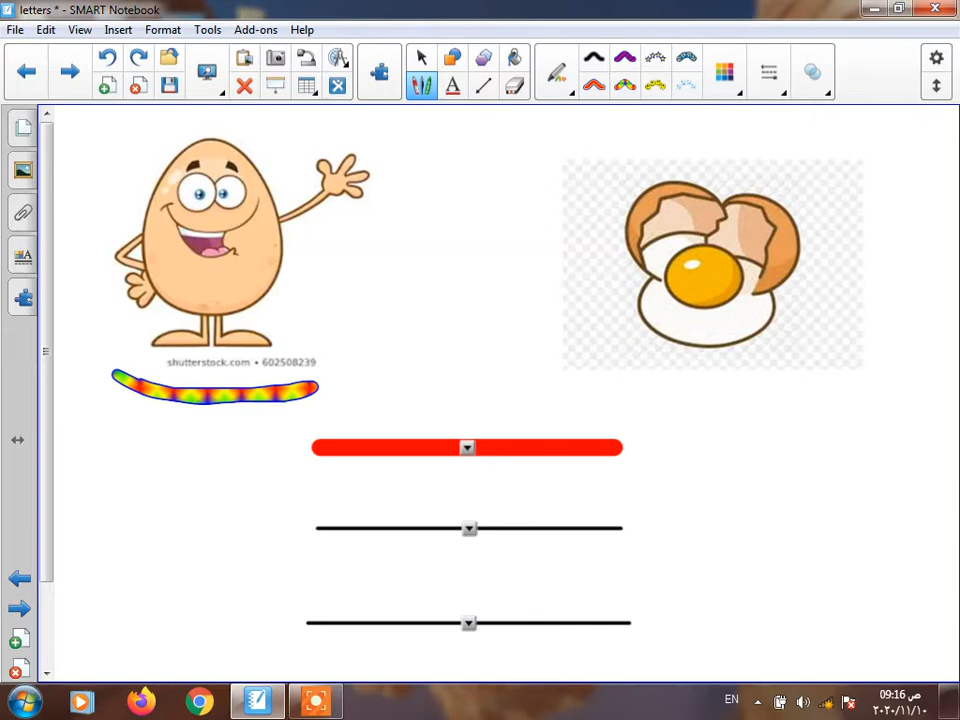 letters * - SMART Notebook
File Edit View Insert Format Tools Add-ons Help
shutterstock.com • 602508239
EN
09:16 ص
٢٠٢٠/١١/١٠